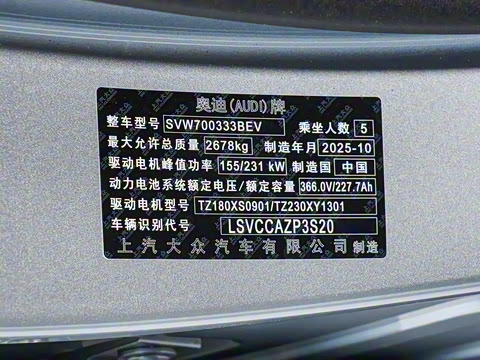 奥迪(AUDI)牌
整车型号 SVW700333BEV 乘坐人数 5
最大允许总质量 2678kg 制造年月 2025-10
驱动电机峰值功率 155/231 kW 制造国 中国
动力电池系统额定电压/额定容量 366.0V/227.7Ah
驱动电机型号 TZ180XS0901/TZ230XY1301
车辆识别代号 LSVCCAZP3S20
上汽大众汽车有限公司 制造